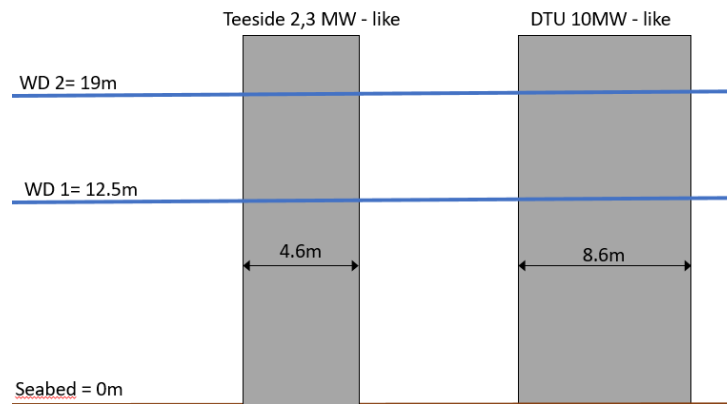 Teeside 2,3 MW - like
DTU 10MW - like
WD 2= 19m
WD 1= 12.5m
4.6m
8.6m
Seabed = 0m